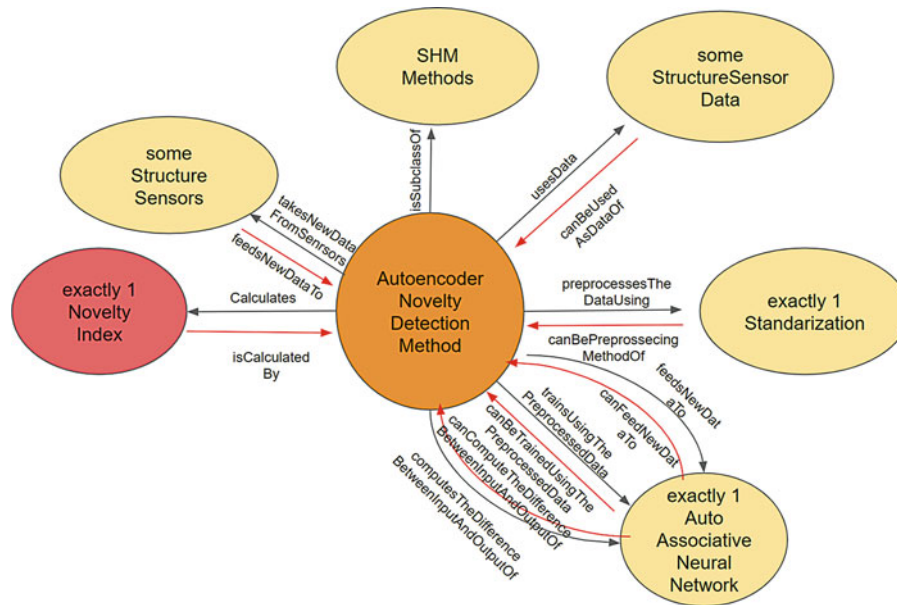 SHM
Methods
some
StructureSensor
Data
some
Structure
Sensors
isSubclassOf
usesData
canBeUsed
AsDataOf
takesNewData
FromSenrsors
feedsNewDataTo
exactly 1
Novelty
Index
Calculates
isCalculated
By
Autoencoder
Novelty
Detection
Method
preprocessesThe
DataUsing
canBePreprossecing
MethodOf
exactly 1
Standarization
feedsNewDat
aTo
canFeedNewDat
aTo
trainsUsingThe
PreprocessedData
canBeTrainedUsingThe
PreprocessedData
canComputeTheDifference
BetweenInputAndOutputOf
computesTheDifference
BetweenInputAndOutputOf
exactly 1
Auto
Associative
Neural
Network